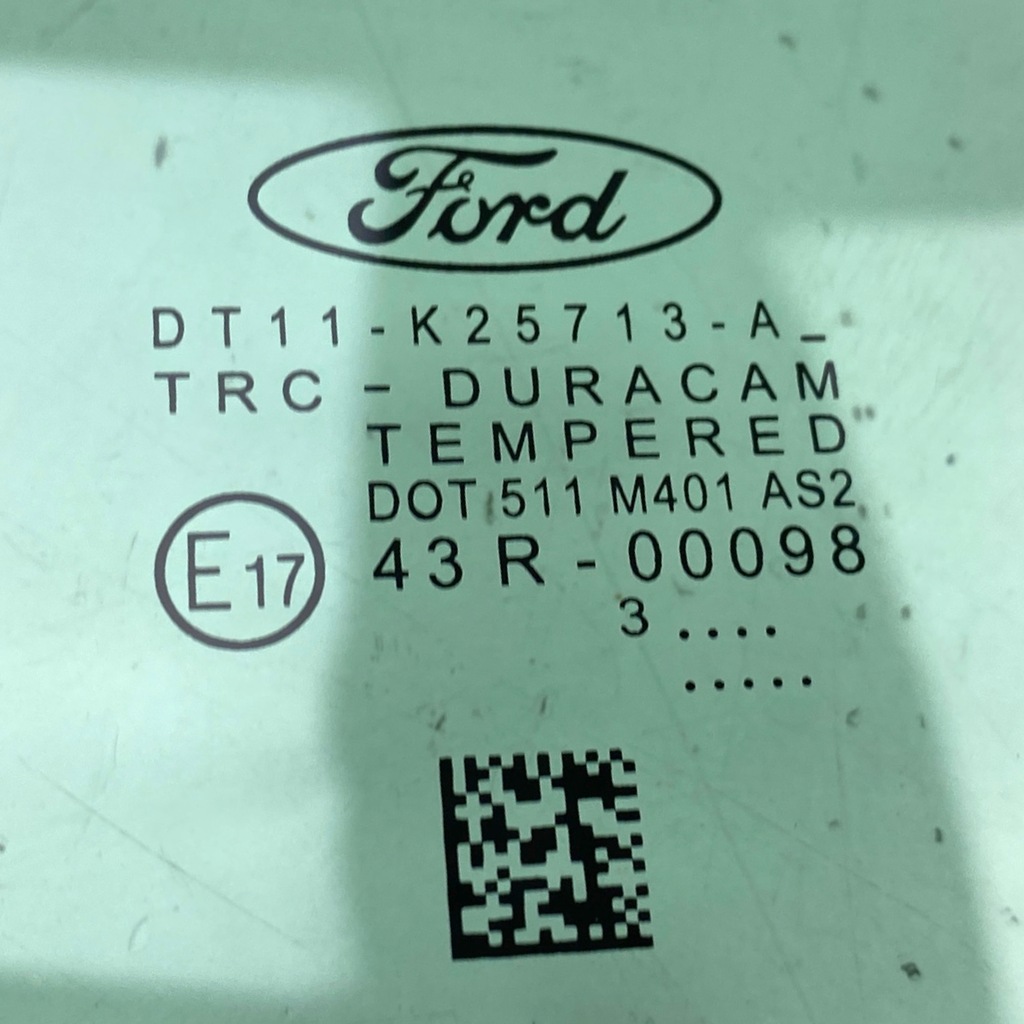 Ford
DT11-K25713-A_
TRC - DURACAM
TEMPERED
DOT 511 M401 AS2
E17
43R-00098
3 ....
.....